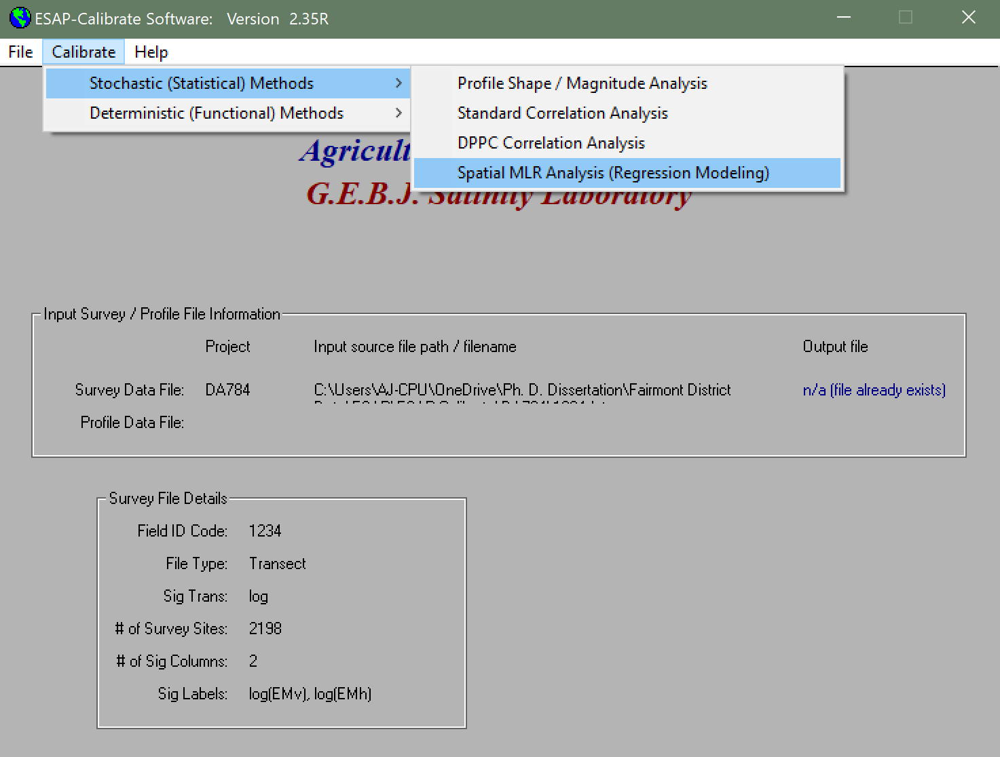 ESAP-Calibrate Software: Version 2.35R
File Calibrate Help
Stochastic (Statistical) Methods
Deterministic (Functional) Methods
Profile Shape / Magnitude Analysis
Standard Correlation Analysis
DPPC Correlation Analysis
Spatial MLR Analysis (Regression Modeling)
Agricult
G.E.B.J. Salinity Laboratory
Input Survey / Profile File Information
Project Input source file path / filename Output file
Survey Data File: DA784 C:\Users\AJ-CPU\OneDrive\Ph. D. Dissertation\Fairmont District n/a (file already exists)
Profile Data File:
Survey File Details
Field ID Code: 1234
File Type: Transect
Sig Trans: log
# of Survey Sites: 2198
# of Sig Columns: 2
Sig Labels: log(EMv), log(EMh)